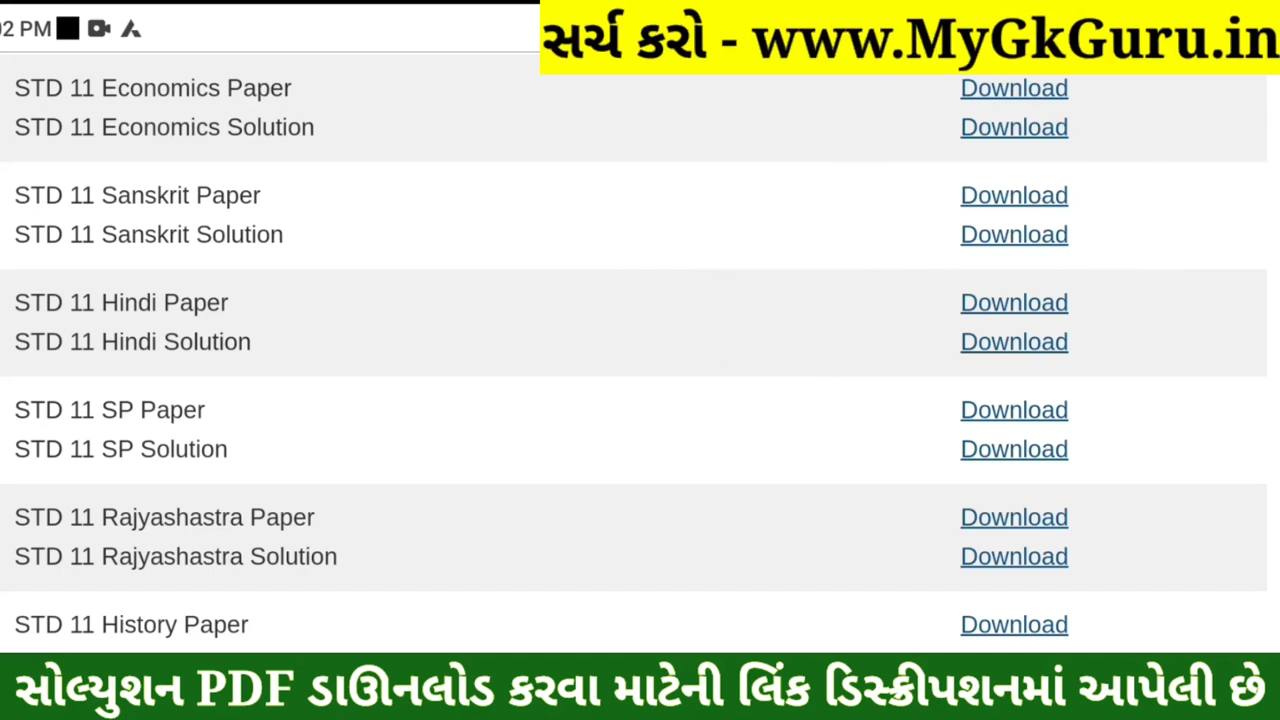 02 PM
સર્ચ કરો - www.MyGkGuru.in
STD 11 Economics Paper Download
STD 11 Economics Solution Download
STD 11 Sanskrit Paper Download
STD 11 Sanskrit Solution Download
STD 11 Hindi Paper Download
STD 11 Hindi Solution Download
STD 11 SP Paper Download
STD 11 SP Solution Download
STD 11 Rajyashastra Paper Download
STD 11 Rajyashastra Solution Download
STD 11 History Paper Download
સોલ્યુશન PDF ડાઊનલોડ કરવા માટેની લિંક ડિસ્ક્રીપશનમાં આપેલી છે